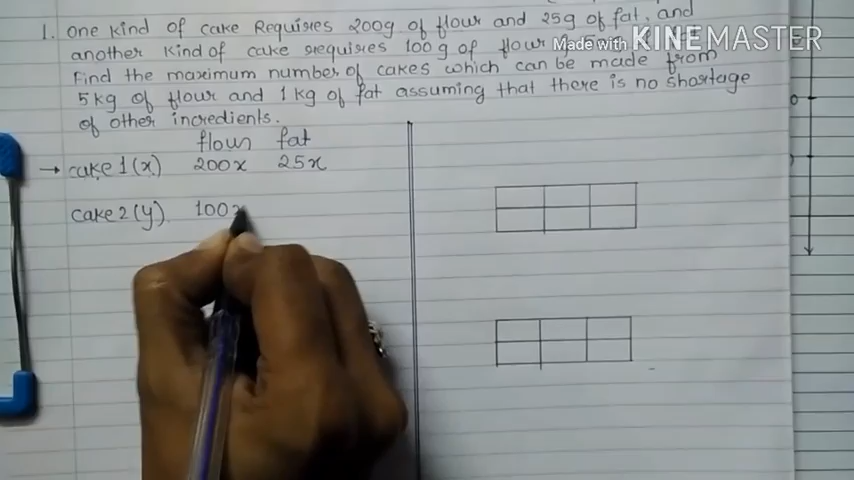 1. One kind of cake Requires 200g of flour and 25g of fat, and
another kind of cake requires 100g of flour
Made with KINEMASTER
Find the maximum number of cakes which can be made from
5kg of flour and 1kg of fat assuming that there is no shortage
of other incredients.
flour fat
→ cake 1(x) 200x 25x
cake 2(y) 100